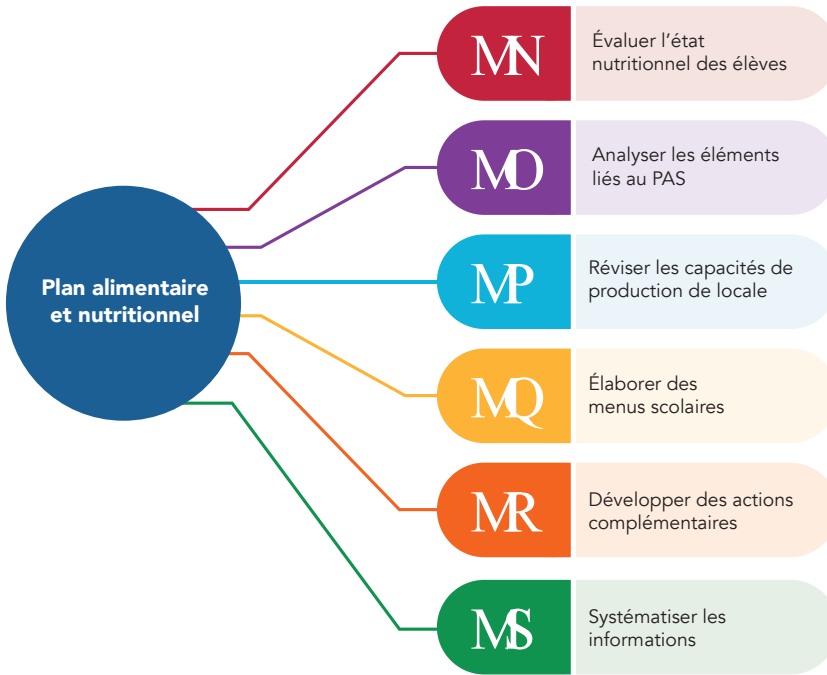 MN
Évaluer l’état
nutritionnel des élèves
MO
Analyser les éléments
liés au PAS
Plan alimentaire
et nutritionnel
MP
Réviser les capacités de
production de locale
MQ
Élaborer des
menus scolaires
MR
Développer des actions
complémentaires
MS
Systématiser les
informations